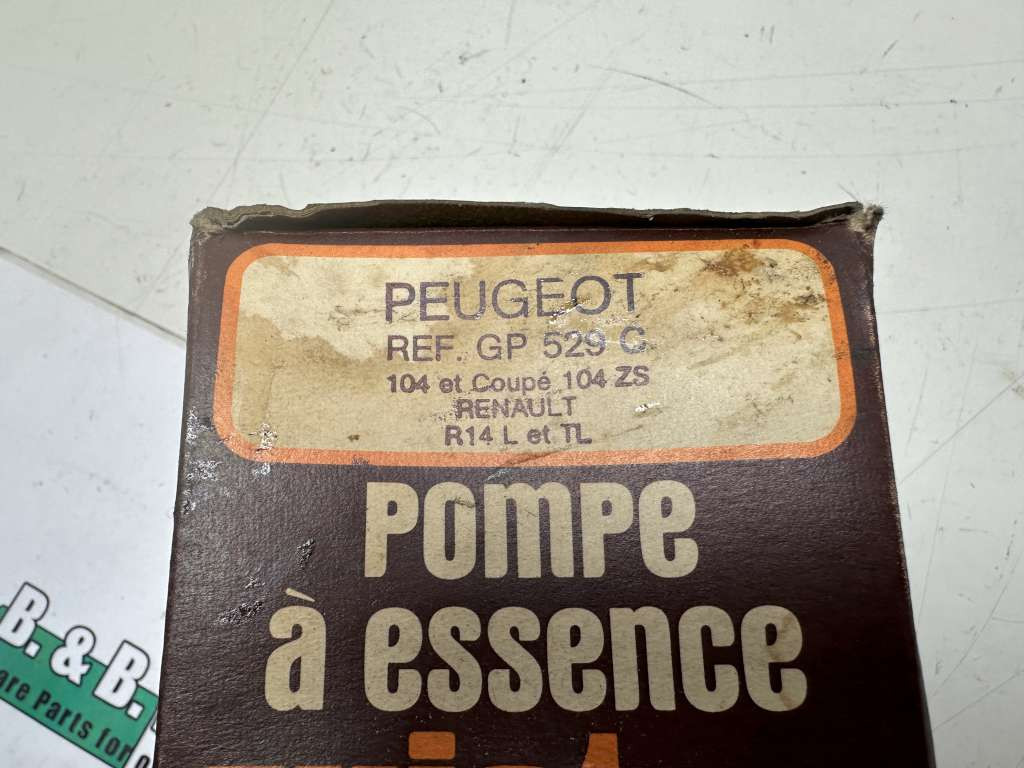 PEUGEOT
REF. GP 529 C
104 et Coupé 104 ZS
RENAULT
R14 L et TL
pompe
à essence
B. & B.
are Parts for